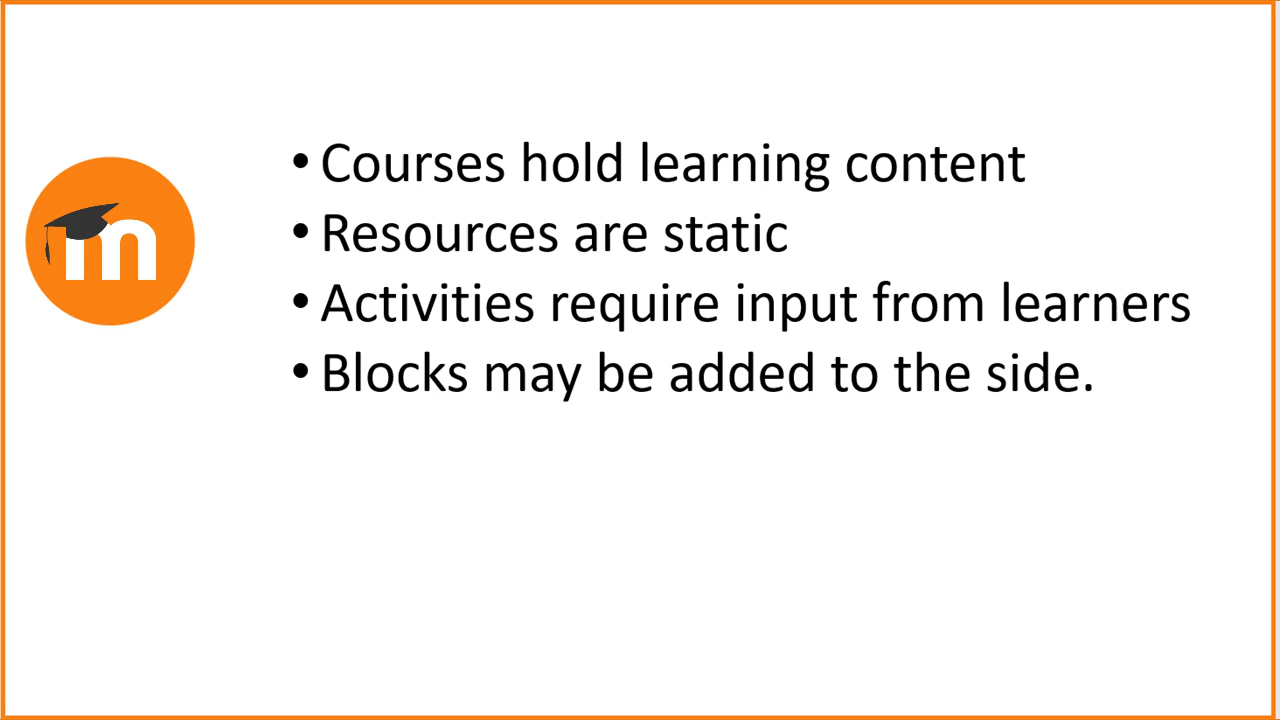 m
• Courses hold learning content
• Resources are static
• Activities require input from learners
• Blocks may be added to the side.